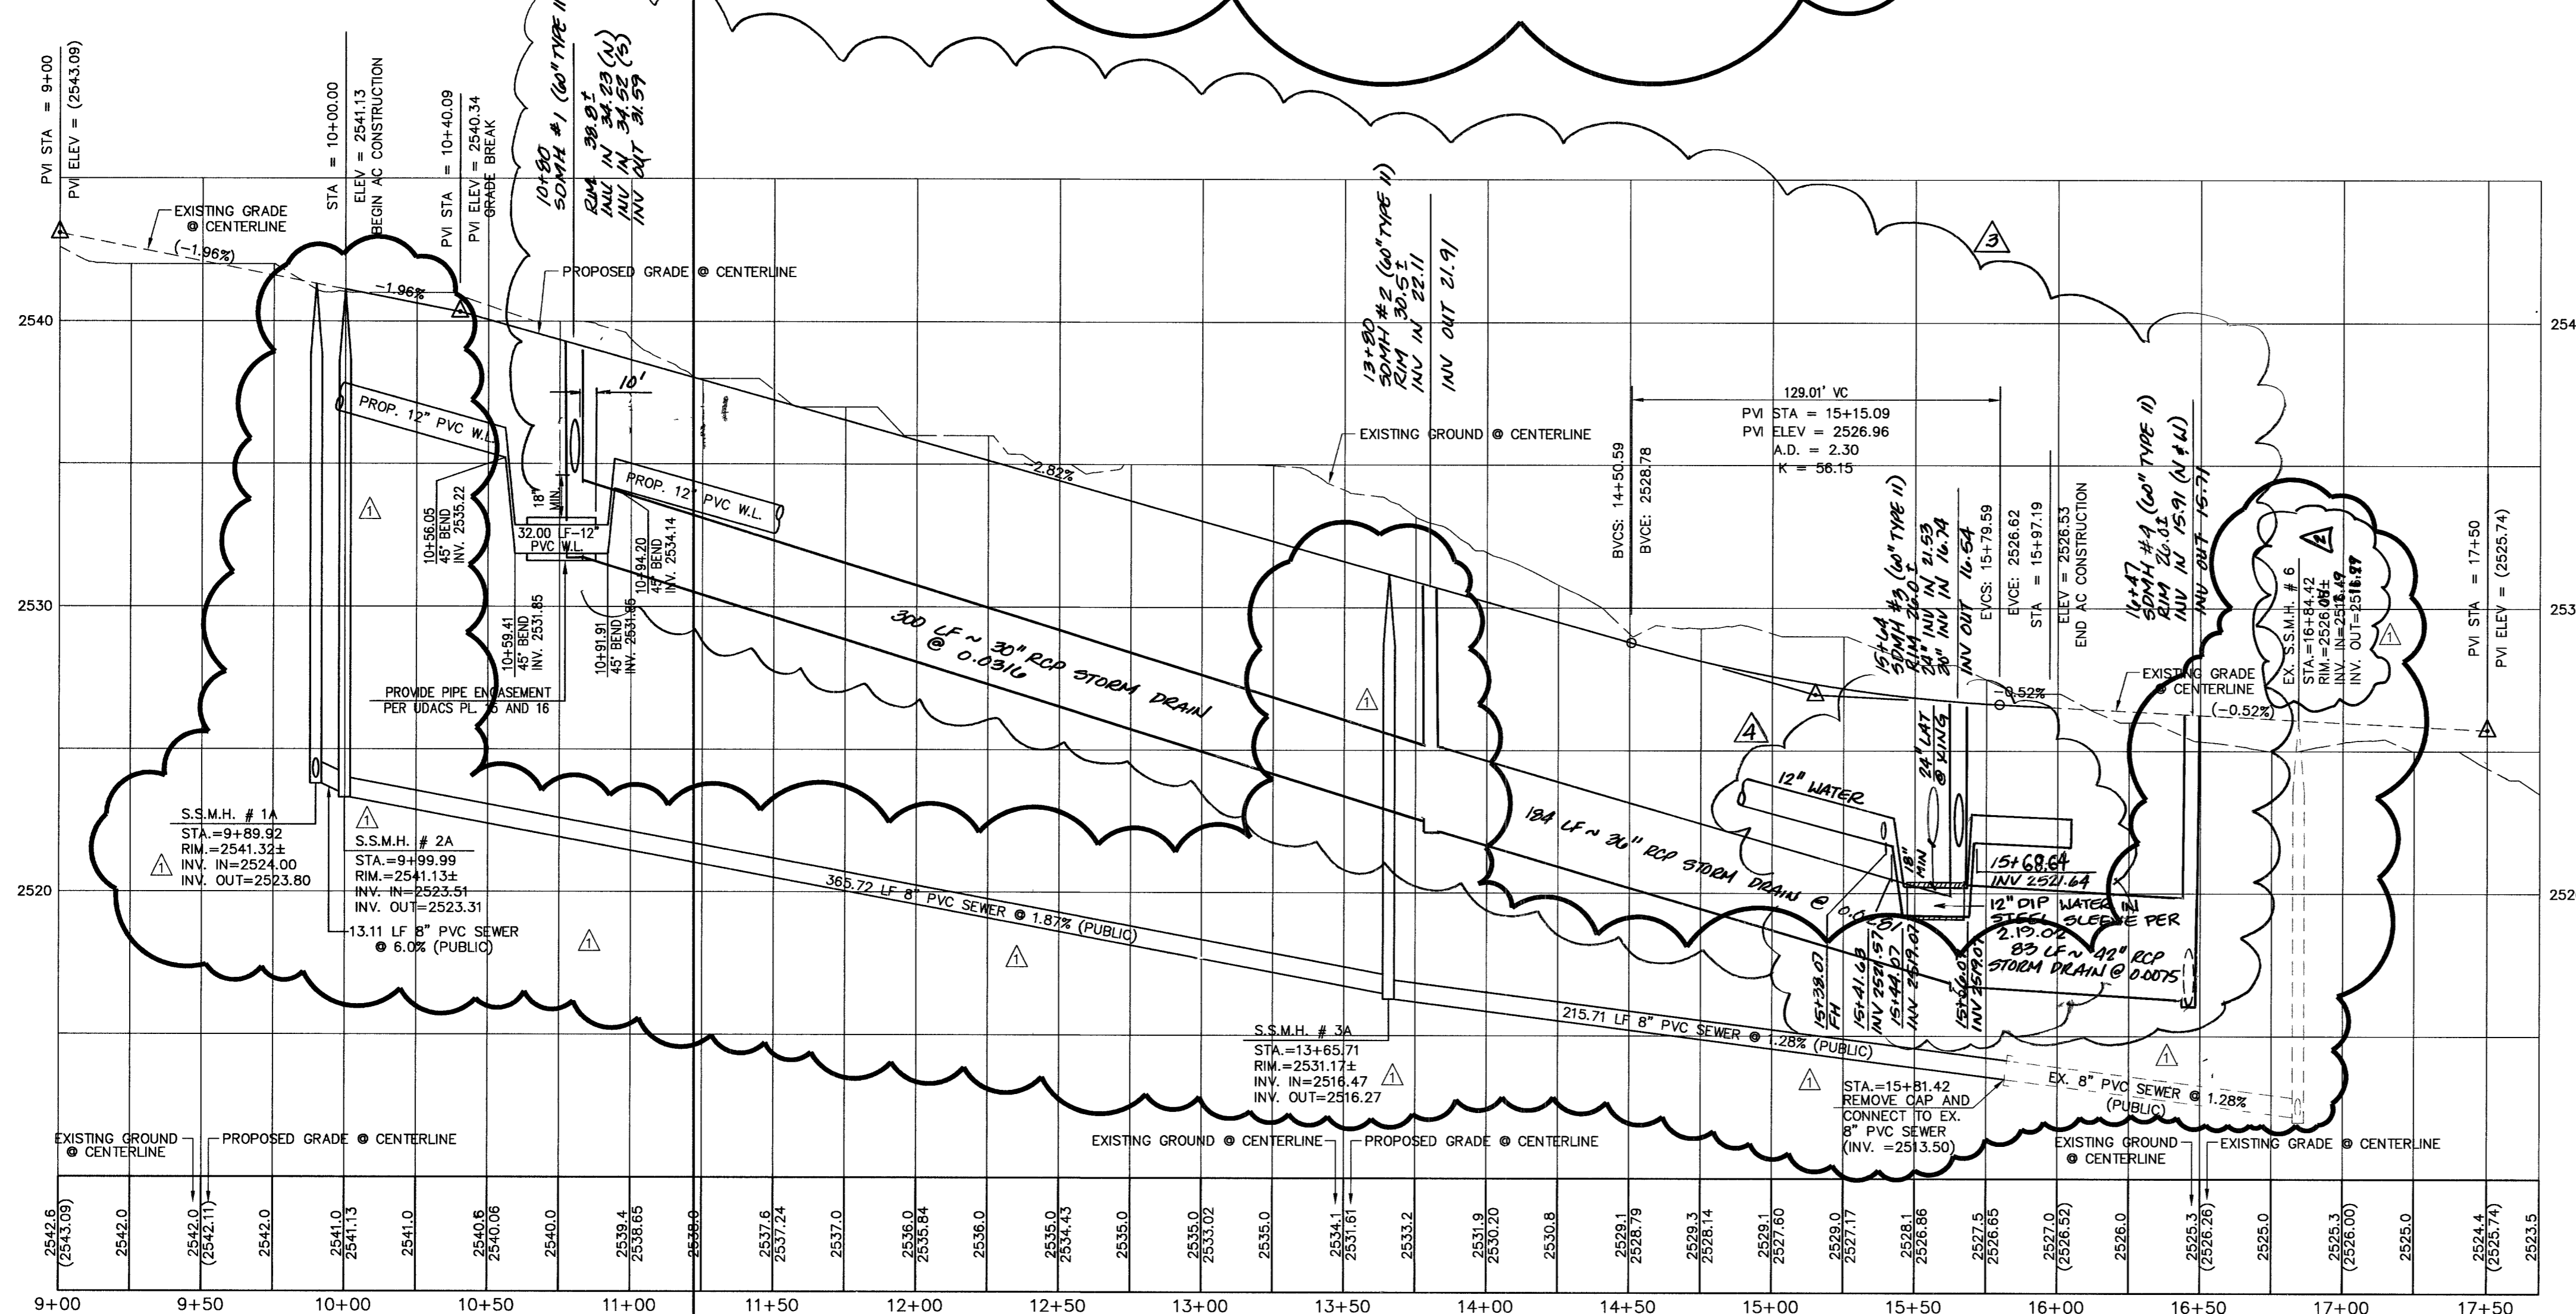 PVI STA = 9+00
PVI ELEV = (2543.09)
STA = 10+00.00
ELEV = 2541.13
BEGIN AC CONSTRUCTION
PVI STA = 10+40.09
PVI ELEV = 2540.34
GRADE BREAK
10+80
SDMH #1 (60" TYPE II
RIM 38.8±
INV. IN 34.23 (N)
INV IN 34.52 (S)
INV OUT 31.59
EXISTING GRADE
@ CENTERLINE
(-1.96%)
-1.96%
PROPOSED GRADE @ CENTERLINE
2540
10'
PROP. 12" PVC W.L.
PROP. 12" PVC W.L.
18"
MIN.
32.00 LF-12"
PVC W.L.
10+56.05
45° BEND
INV. 2535.22
10+94.20
45° BEND
INV. 2534.14
10+59.41
45° BEND
INV. 2531.85
10+91.91
45° BEND
INV. 2531.85
PROVIDE PIPE ENCASEMENT
PER UDACS PL. 15 AND 16
2530
300 LF ~ 30" RCP STORM DRAIN
@ 0.0316
-2.82%
13+80
SDMH #2 (60" TYPE II)
RIM 30.5±
INV IN 22.11
INV OUT 21.91
EXISTING GROUND @ CENTERLINE
129.01' VC
PVI STA = 15+15.09
PVI ELEV = 2526.96
A.D. = 2.30
K = 56.15
BVCS: 14+50.59
BVCE: 2528.78
3
15+64
SDMH #3 (60" TYPE II)
RIM 26.0±
24" INV IN 21.53
30" INV IN 16.74
INV OUT 16.54
EVCS: 15+79.59
EVCE: 2526.62
STA = 15+97.19
ELEV = 2526.53
END AC CONSTRUCTION
16+47
SDMH #4 (60" TYPE II)
RIM 26.0±
INV IN 15.91 (N & W)
INV OUT 15.71
2
EX. S.S.M.H. # 6
STA.=16+84.42
1
PVI STA = 17+50
PVI ELEV = (2525.74)
-0.52%
EXISTING GRADE
@ CENTERLINE
(-0.52%)
4
24" LAT
@ XING
12" WATER
18"
MIN
184 LF ~ 36" RCP STORM DRAIN @
15+68.64
INV 2521.64
12" DIP WATER IN
STEEL SLEEVE PER
2.19.02
83 LF ~ 42" RCP
STORM DRAIN @ 0.0075
15+38.07
FH
15+41.63
INV 2521.57
15+44.07
INV 2519.07
15+66.07
INV 2519.07
1
1
S.S.M.H. # 1A
STA.=9+89.92
RIM.=2541.32±
INV. IN=2524.00
INV. OUT=2523.80
1
1
S.S.M.H. # 2A
STA.=9+99.99
RIM.=2541.13±
INV. IN=2523.51
INV. OUT=2523.31
13.11 LF 8" PVC SEWER
@ 6.0% (PUBLIC)
2520
365.72 LF 8" PVC SEWER @ 1.87% (PUBLIC)
1
1
S.S.M.H. # 3A
STA.=13+65.71
RIM.=2531.17±
INV. IN=2516.47
INV. OUT=2516.27
1
215.71 LF 8" PVC SEWER @ 1.28% (PUBLIC)
1
STA.=15+81.42
REMOVE CAP AND
CONNECT TO EX.
8" PVC SEWER
(INV. =2513.50)
1
EX. 8" PVC SEWER @ 1.28%
(PUBLIC)
EXISTING GROUND
@ CENTERLINE
PROPOSED GRADE @ CENTERLINE
EXISTING GROUND @ CENTERLINE
PROPOSED GRADE @ CENTERLINE
EXISTING GROUND
@ CENTERLINE
EXISTING GRADE @ CENTERLINE
2542.6
(2543.09)
2542.0
2542.0
(2542.11)
2542.0
2541.0
2541.13
2541.0
2540.6
2540.06
2540.0
2539.4
2538.65
2538.0
2537.6
2537.24
2537.0
2536.0
2535.84
2536.0
2535.0
2534.43
2535.0
2535.0
2533.02
2535.0
2534.1
2531.61
2533.2
2531.9
2530.20
2530.8
2529.1
2528.79
2529.3
2528.14
2529.1
2527.60
2529.0
2527.17
2528.1
2526.86
2527.5
2526.65
2527.0
(2526.52)
2526.0
2525.3
(2526.26)
2525.0
2525.3
(2526.00)
2525.0
2524.4
(2525.74)
2523.5
9+00 9+50 10+00 10+50 11+00 11+50 12+00 12+50 13+00 13+50 14+00 14+50 15+00 15+50 16+00 16+50 17+00 17+50